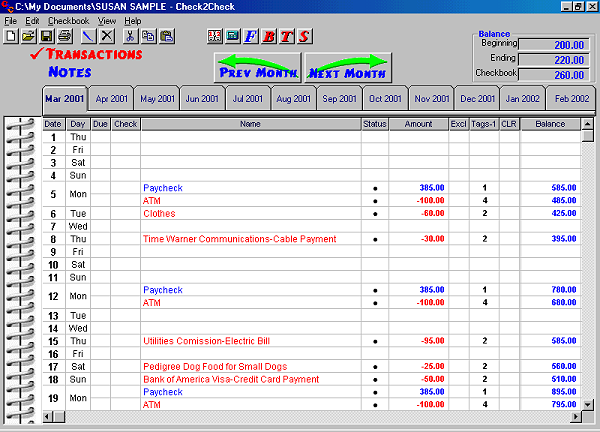 C:\My Documents\SUSAN SAMPLE - Check2Check
File Edit Checkbook View Help
F B T S
Balance
Beginning 200.00
Ending 220.00
Checkbook 260.00
Transactions
Notes
Prev Month Next Month
Mar 2001 Apr 2001 May 2001 Jun 2001 Jul 2001 Aug 2001 Sep 2001 Oct 2001 Nov 2001 Dec 2001 Jan 2002 Feb 2002
Date Day Due Check Name Status Amount Excl Tags-1 CLR Balance
1 Thu
2 Fri
3 Sat
4 Sun
5 Mon Paycheck • 385.00 1 585.00
ATM • -100.00 4 485.00
6 Tue Clothes • -60.00 2 425.00
7 Wed
8 Thu Time Warner Communications-Cable Payment • -30.00 2 395.00
9 Fri
10 Sat
11 Sun
12 Mon Paycheck • 385.00 1 780.00
ATM • -100.00 4 680.00
13 Tue
14 Wed
15 Thu Utilities Comission-Electric Bill • -95.00 2 585.00
16 Fri
17 Sat Pedigree Dog Food for Small Dogs • -25.00 2 560.00
18 Sun Bank of America Visa-Credit Card Payment • -50.00 2 510.00
19 Mon Paycheck • 385.00 1 895.00
ATM • -100.00 4 795.00